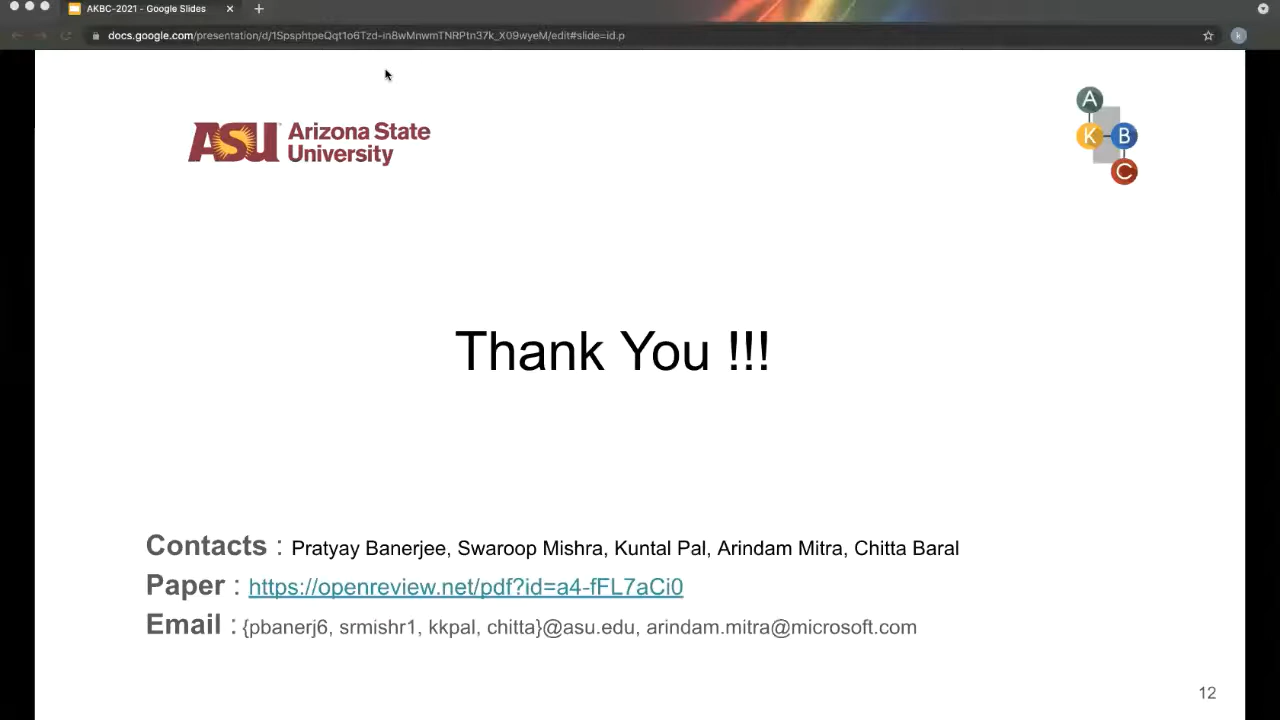 AKBC-2021 - Google Slides
docs.google.com/presentation/d/1SpsphtpeQqt1o6Tzd-in8wMnwmTNRPtn37k_X09wyeM/edit#slide=id.p
k
ASU Arizona State
University
A
K B
C
Thank You !!!
Contacts : Pratyay Banerjee, Swaroop Mishra, Kuntal Pal, Arindam Mitra, Chitta Baral
Paper : https://openreview.net/pdf?id=a4-fFL7aCi0
Email : {pbanerj6, srmishr1, kkpal, chitta}@asu.edu, arindam.mitra@microsoft.com
12